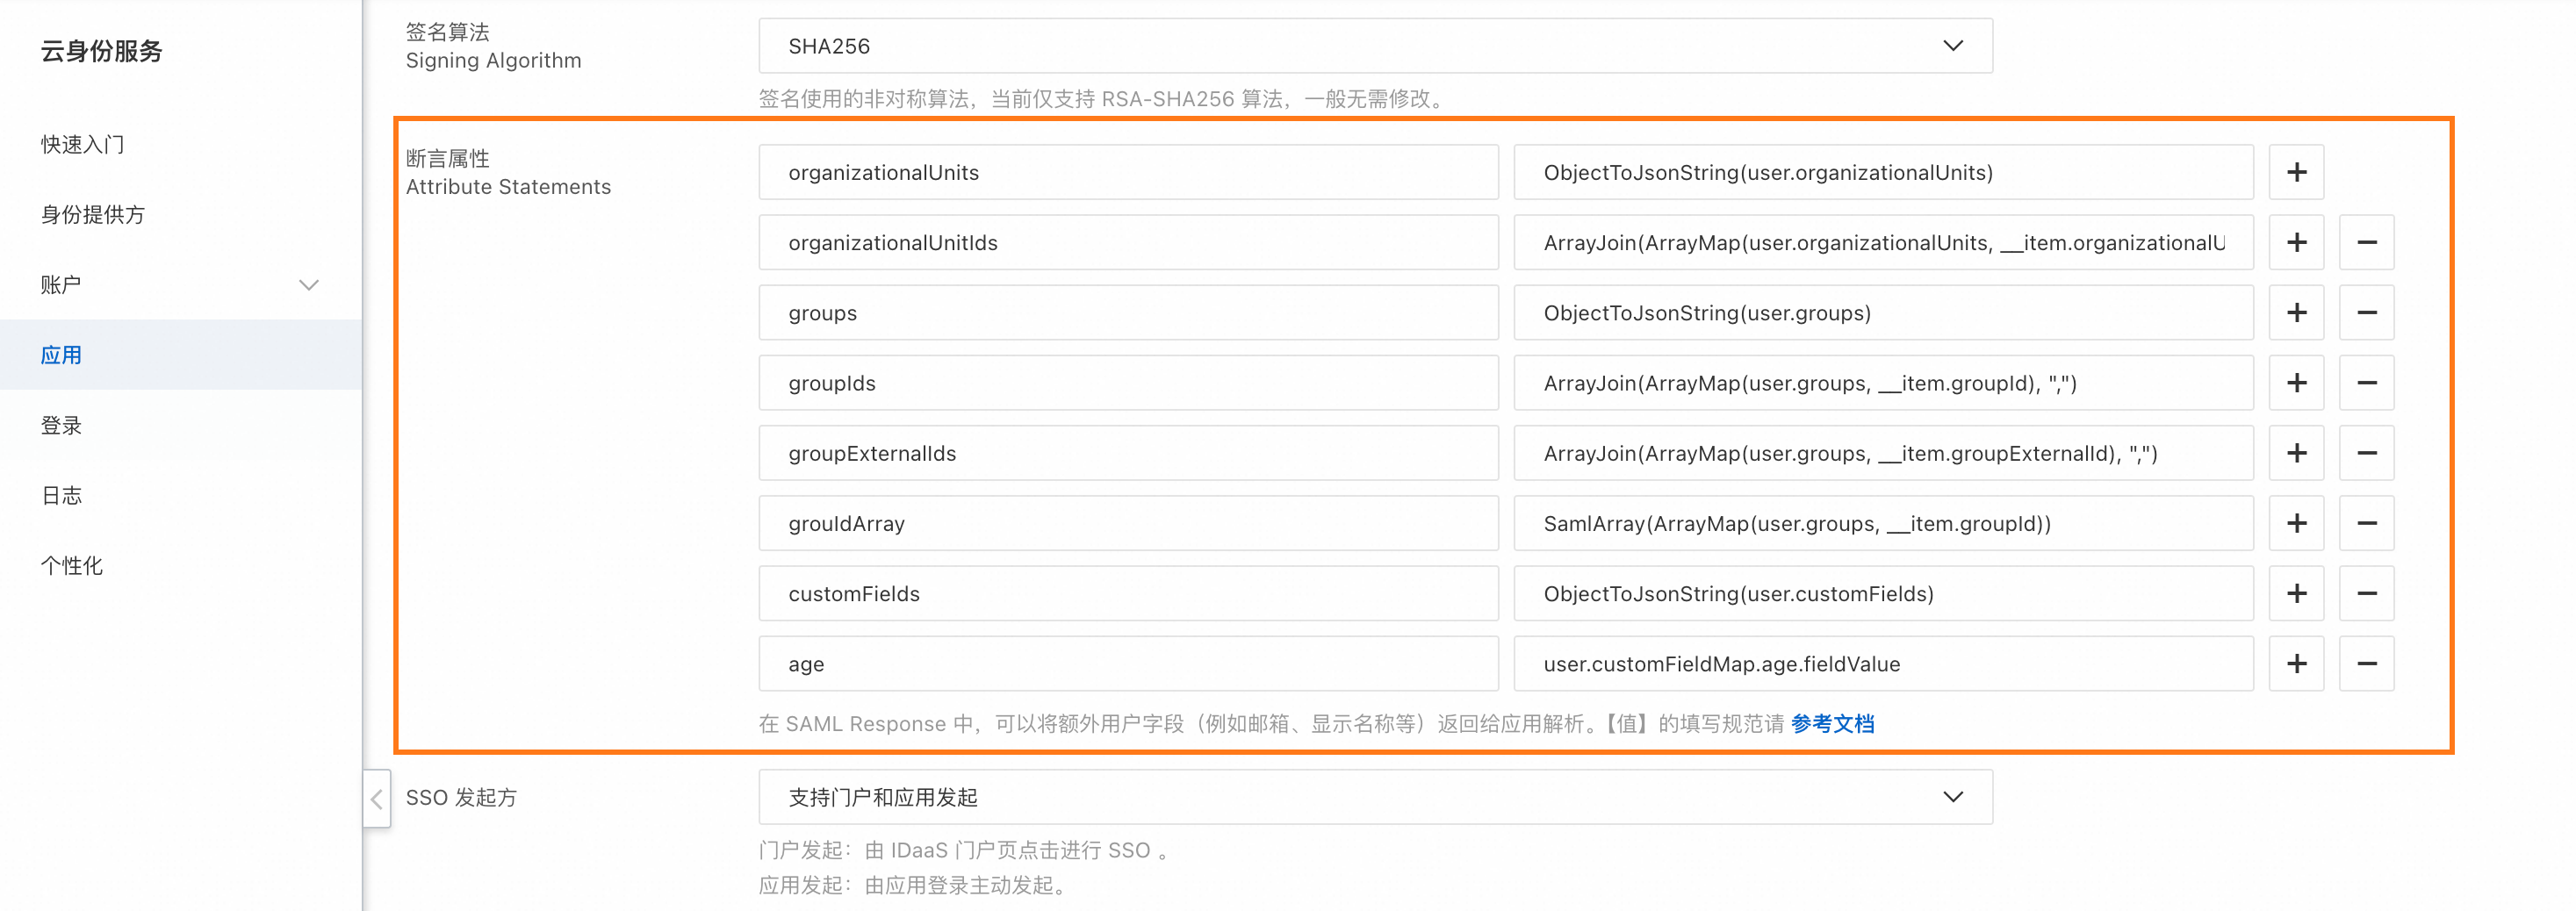 云身份服务
快速入门
身份提供方
账户
应用
登录
日志
个性化
签名算法
Signing Algorithm
SHA256
签名使用的非对称算法，当前仅支持 RSA-SHA256 算法，一般无需修改。
断言属性
Attribute Statements
organizationalUnits ObjectToJsonString(user.organizationalUnits)
organizationalUnitIds ArrayJoin(ArrayMap(user.organizationalUnits, __item.organizationalU
groups ObjectToJsonString(user.groups)
groupIds ArrayJoin(ArrayMap(user.groups, __item.groupId), ",")
groupExternalIds ArrayJoin(ArrayMap(user.groups, __item.groupExternalId), ",")
grouIdArray SamlArray(ArrayMap(user.groups, __item.groupId))
customFields ObjectToJsonString(user.customFields)
age user.customFieldMap.age.fieldValue
在 SAML Response 中，可以将额外用户字段（例如邮箱、显示名称等）返回给应用解析。【值】的填写规范请 参考文档
SSO 发起方
支持门户和应用发起
门户发起：由 IDaaS 门户页点击进行 SSO 。
应用发起：由应用登录主动发起。